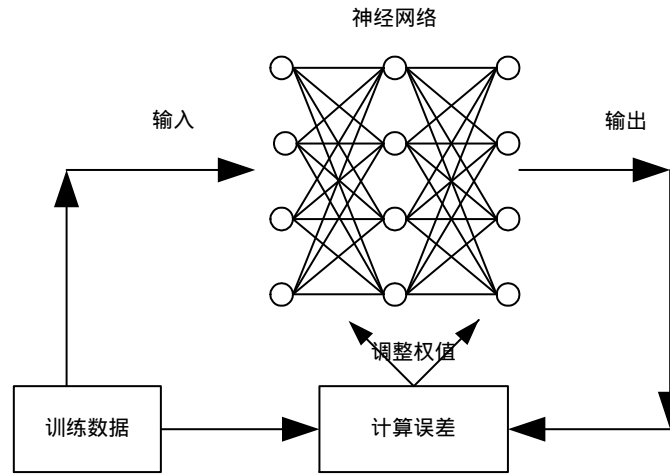 神经网络
输入
输出
调整权值
训练数据
计算误差